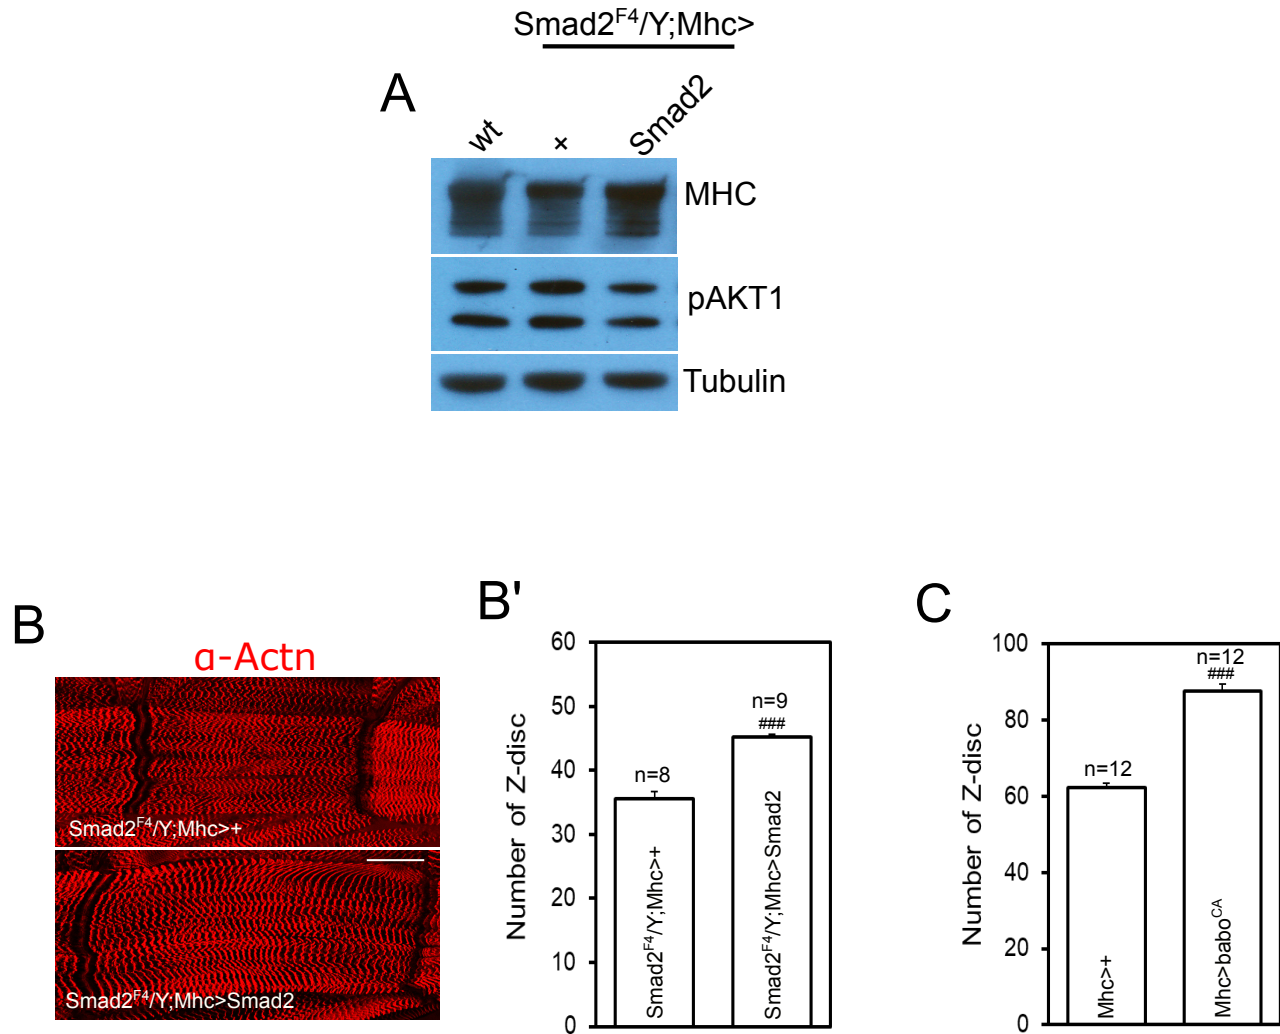 Smad2F4/Y;Mhc>
A
wt
+
Smad2
MHC
pAKT1
Tubulin
B
α-Actn
Smad2F4/Y;Mhc>+
Smad2F4/Y;Mhc>Smad2
B'
Number of Z-disc
60
50
40
30
20
10
0
n=8
n=9
###
Smad2F4/Y;Mhc>+
Smad2F4/Y;Mhc>Smad2
C
Number of Z-disc
100
80
60
40
20
0
n=12
n=12
###
Mhc>+
Mhc>baboCA